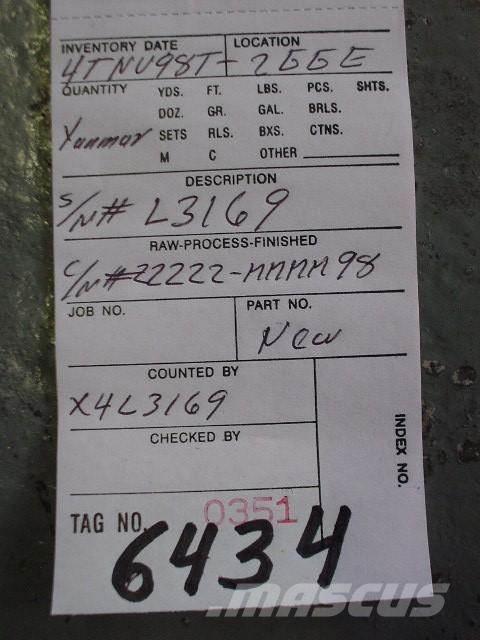 INVENTORY DATE LOCATION
4TNV98T-2EEE
QUANTITY YDS. FT. LBS. PCS. SHTS.
DOZ. GR. GAL. BRLS.
Yanmar SETS RLS. BXS. CTNS.
M C OTHER
DESCRIPTION
S/N# L3169
RAW-PROCESS-FINISHED
C/N#22222-MMMM98
JOB NO. PART NO.
New
COUNTED BY
X4L3169
CHECKED BY
INDEX NO.
TAG NO. 0351
6434
MASCUS